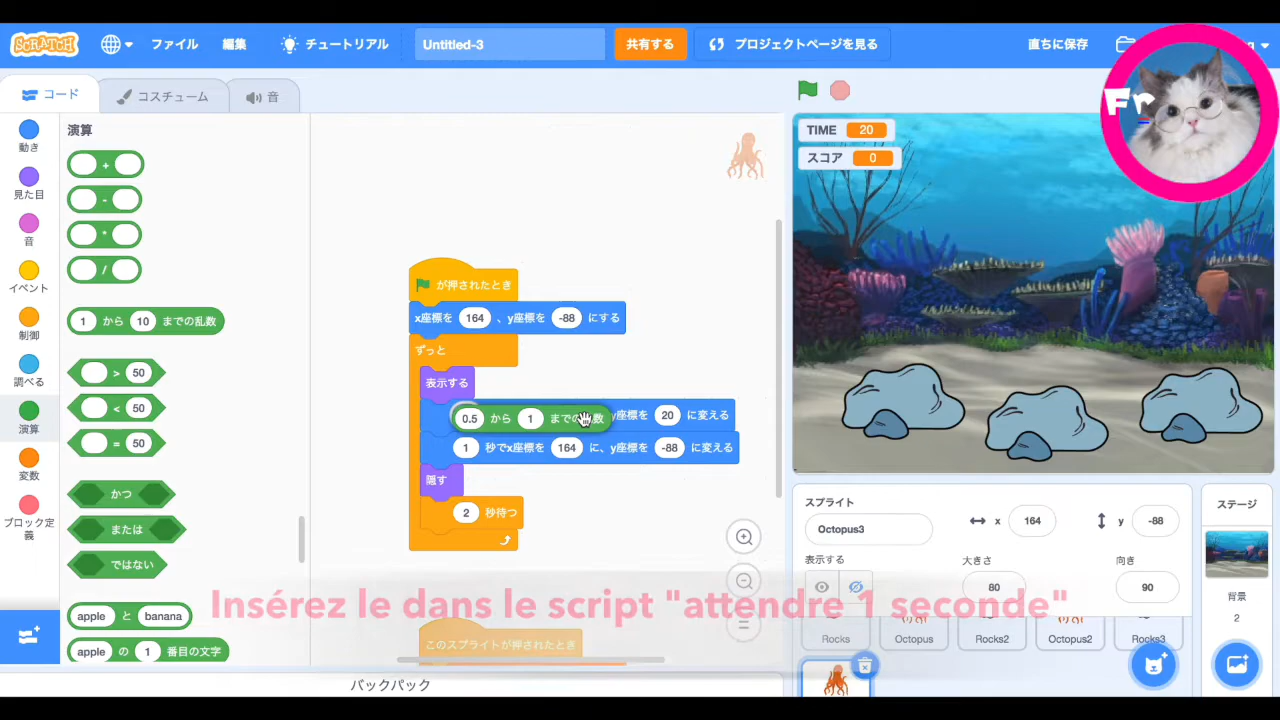 SCRATCH
ファイル
編集
チュートリアル
Untitled-3
共有する
プロジェクトページを見る
直ちに保存
Fr
コード
コスチューム
音
動き
見た目
音
イベント
制御
調べる
演算
変数
ブロック定
義
演算
+
-
*
/
1 から 10 までの乱数
> 50
< 50
= 50
かつ
または
ではない
apple と banana
apple の 1 番目の文字
が押されたとき
x座標を 164 、y座標を -88 にする
ずっと
表示する
0.5 から 1 までの乱数
y座標を 20 に変える
1 秒でx座標を 164 に、y座標を -88 に変える
隠す
2 秒待つ
このスプライトが押されたとき
バックパック
TIME 20
スコア 0
スプライト
Octopus3
x 164
y -88
表示する
大きさ
80
向き
90
Rocks
Octopus
Rocks2
Octopus2
Rocks3
ステージ
背景
2
Insérez le dans le script "attendre 1 seconde"